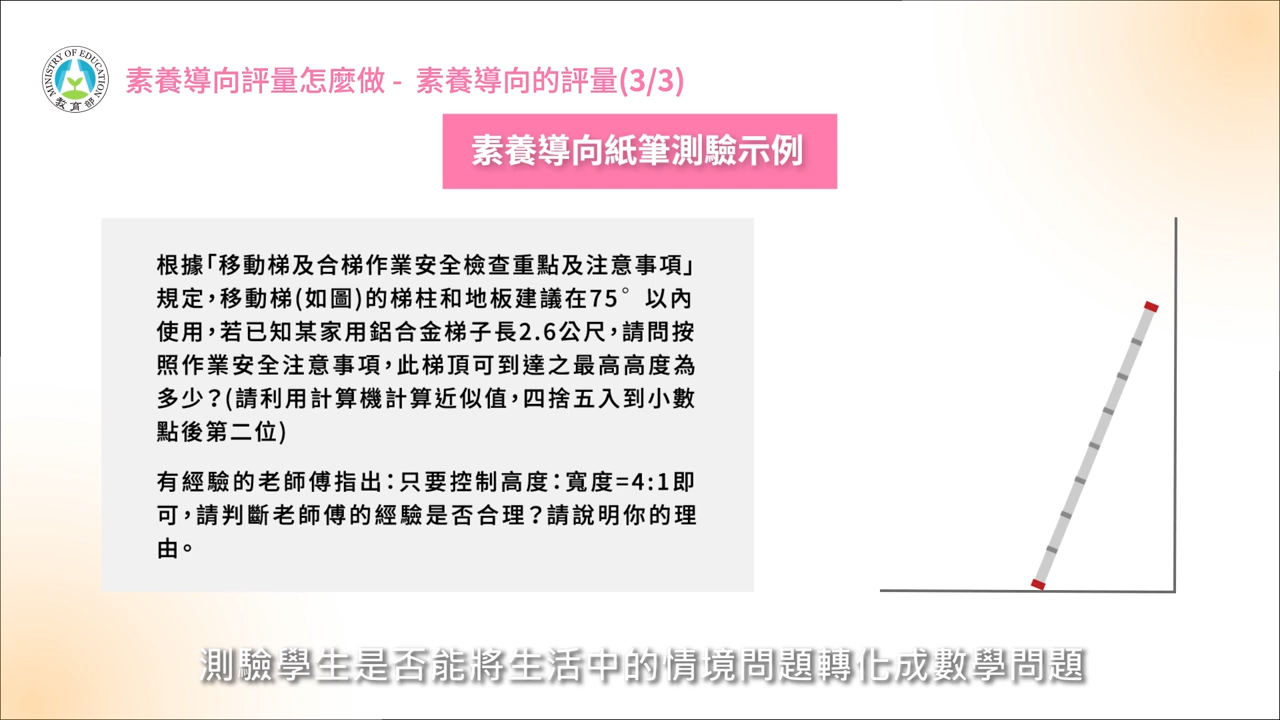 MINISTRY OF EDUCATION
教育部
素養導向評量怎麼做 - 素養導向的評量(3/3)
素養導向紙筆測驗示例
根據「移動梯及合梯作業安全檢查重點及注意事項」
規定,移動梯(如圖)的梯柱和地板建議在75° 以內
使用,若已知某家用鋁合金梯子長2.6公尺,請問按
照作業安全注意事項,此梯頂可到達之最高高度為
多少?(請利用計算機計算近似值,四捨五入到小數
點後第二位)
有經驗的老師傅指出:只要控制高度:寬度=4:1即
可,請判斷老師傅的經驗是否合理?請說明你的理
由。
測驗學生是否能將生活中的情境問題轉化成數學問題